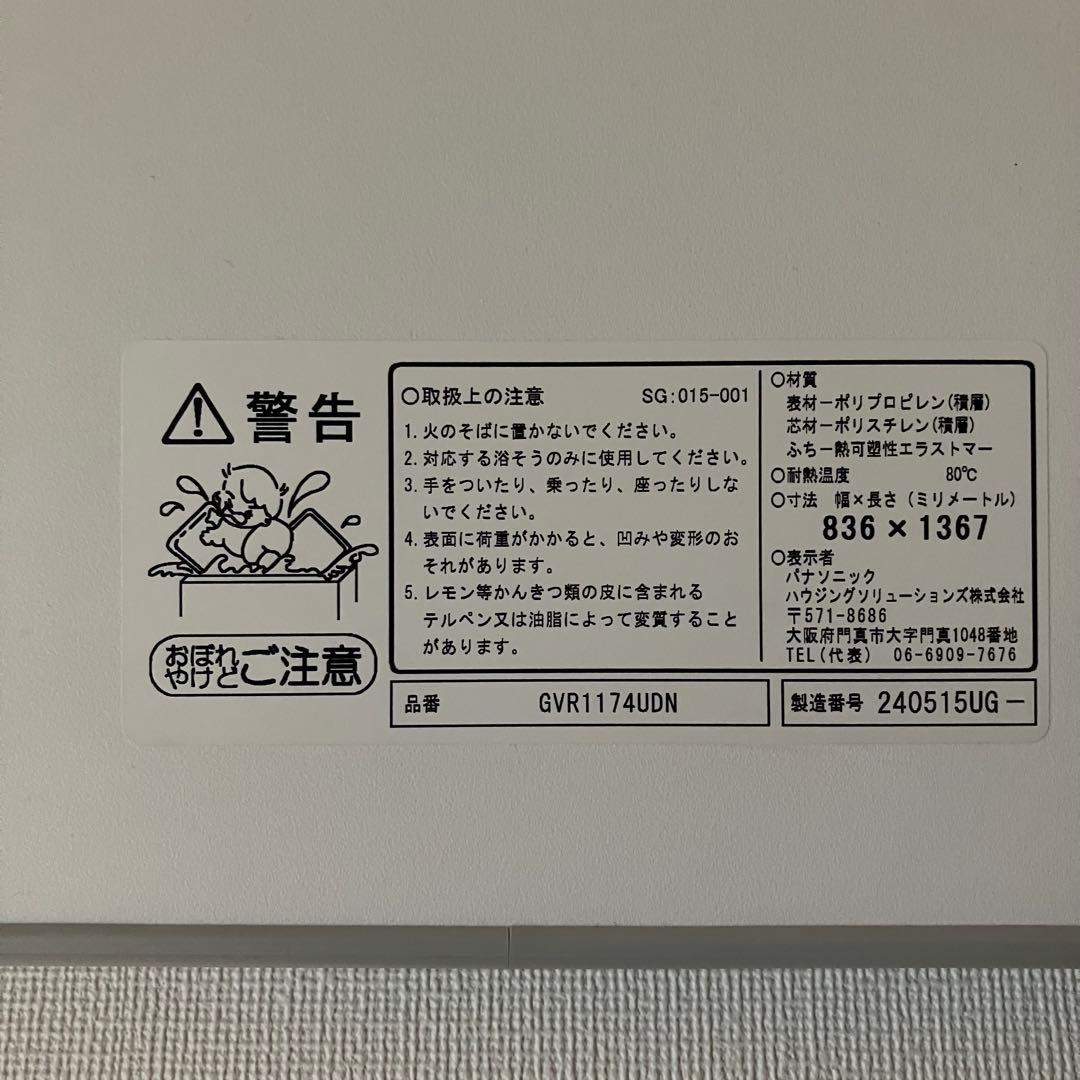 警告
おぼれ
やけど
ご注意
○取扱上の注意 SG:015-001
1. 火のそばに置かないでください。
2. 対応する浴そうのみに使用してください。
3. 手をついたり、乗ったり、座ったりしな
いでください。
4. 表面に荷重がかかると、凹みや変形のお
それがあります。
5. レモン等かんきつ類の皮に含まれる
テルペン又は油脂によって変質すること
があります。
○材質
表材ーポリプロピレン(積層)
芯材ーポリスチレン(積層)
ふちー熱可塑性エラストマー
○耐熱温度 80℃
○寸法 幅×長さ(ミリメートル)
836×1367
○表示者
パナソニック
ハウジングソリューションズ株式会社
〒571-8686
大阪府門真市大字門真1048番地
TEL(代表) 06-6909-7676
品番 GVR1174UDN
製造番号 240515UG－